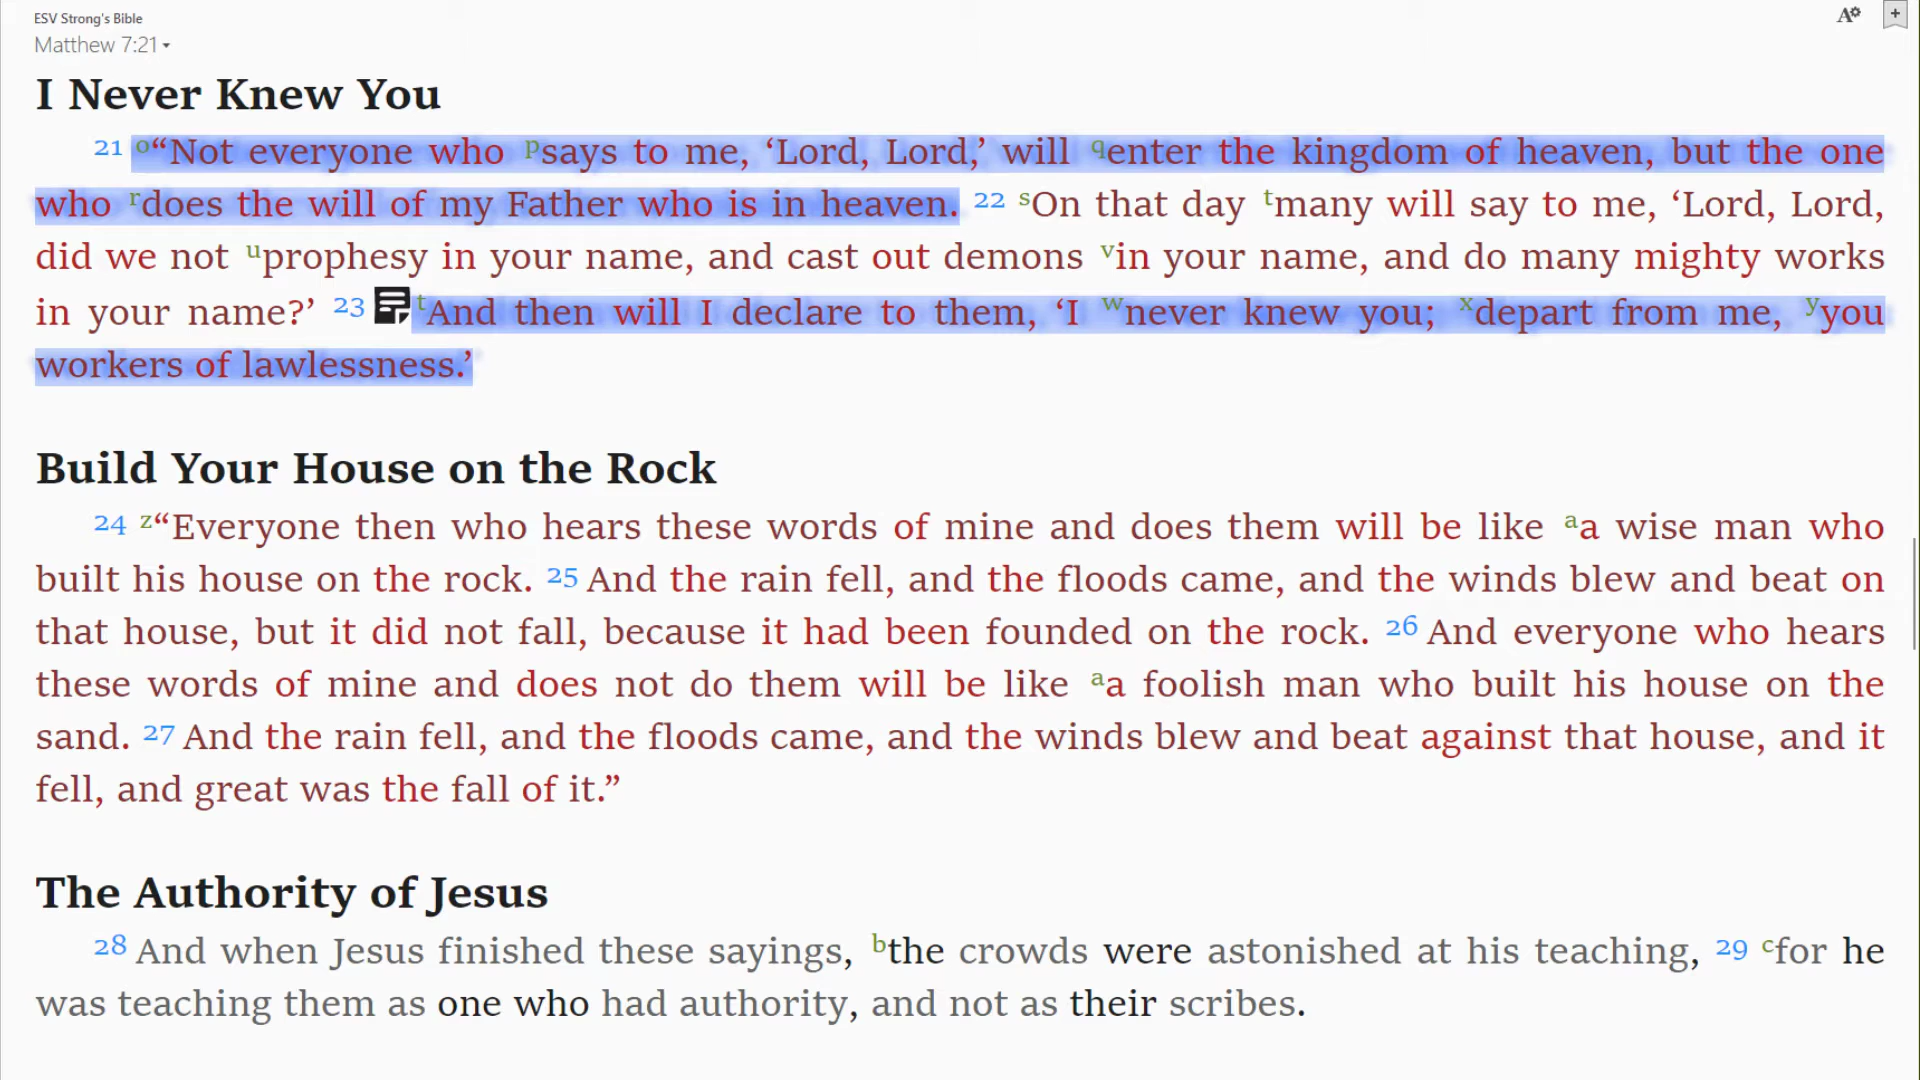 ESV Strong's Bible
Matthew 7:21
I Never Knew You
21 o“Not everyone who psays to me, ‘Lord, Lord,’ will qenter the kingdom of heaven, but the one
who rdoes the will of my Father who is in heaven. 22 sOn that day tmany will say to me, ‘Lord, Lord,
did we not uprophesy in your name, and cast out demons vin your name, and do many mighty works
in your name?’ 23 tAnd then will I declare to them, ‘I wnever knew you; xdepart from me, yyou
workers of lawlessness.’
Build Your House on the Rock
24 z“Everyone then who hears these words of mine and does them will be like aa wise man who
built his house on the rock. 25 And the rain fell, and the floods came, and the winds blew and beat on
that house, but it did not fall, because it had been founded on the rock. 26 And everyone who hears
these words of mine and does not do them will be like aa foolish man who built his house on the
sand. 27 And the rain fell, and the floods came, and the winds blew and beat against that house, and it
fell, and great was the fall of it.”
The Authority of Jesus
28 And when Jesus finished these sayings, bthe crowds were astonished at his teaching, 29 cfor he
was teaching them as one who had authority, and not as their scribes.